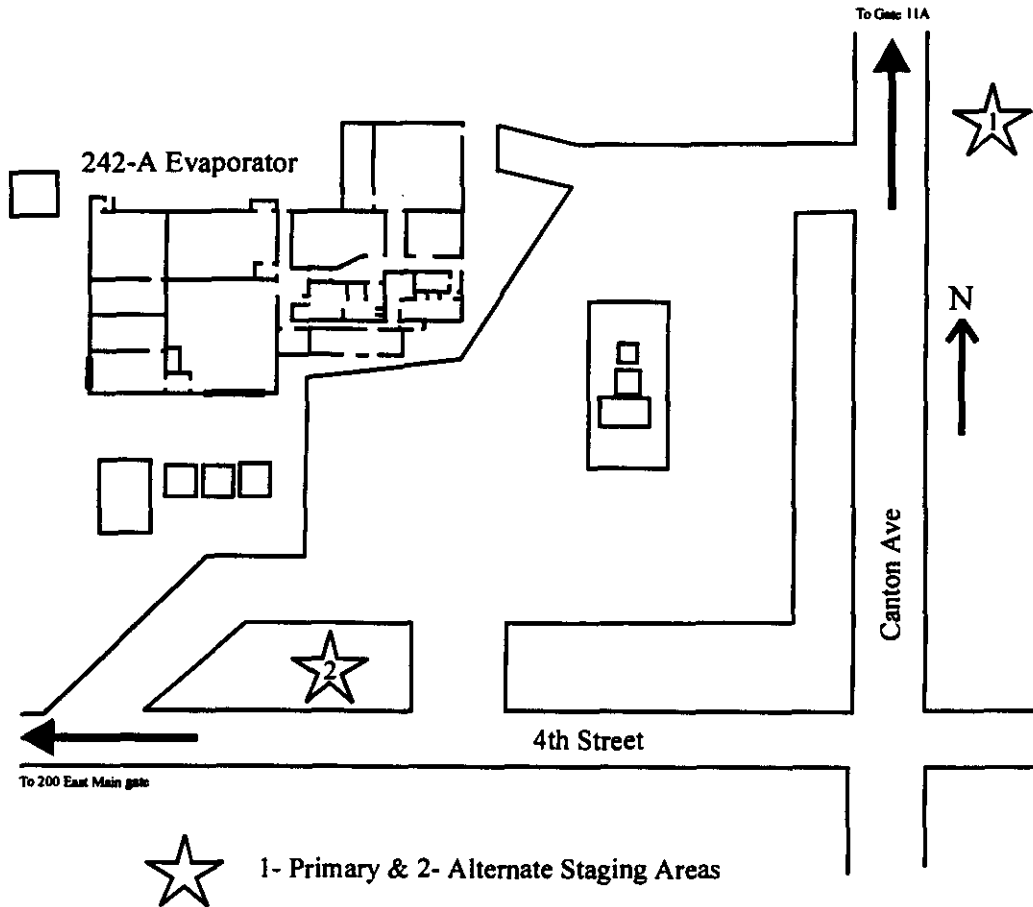 To Gate 11A
1
242-A Evaporator
N
Canton Ave
2
4th Street
To 200 East Main gate
1- Primary & 2- Alternate Staging Areas